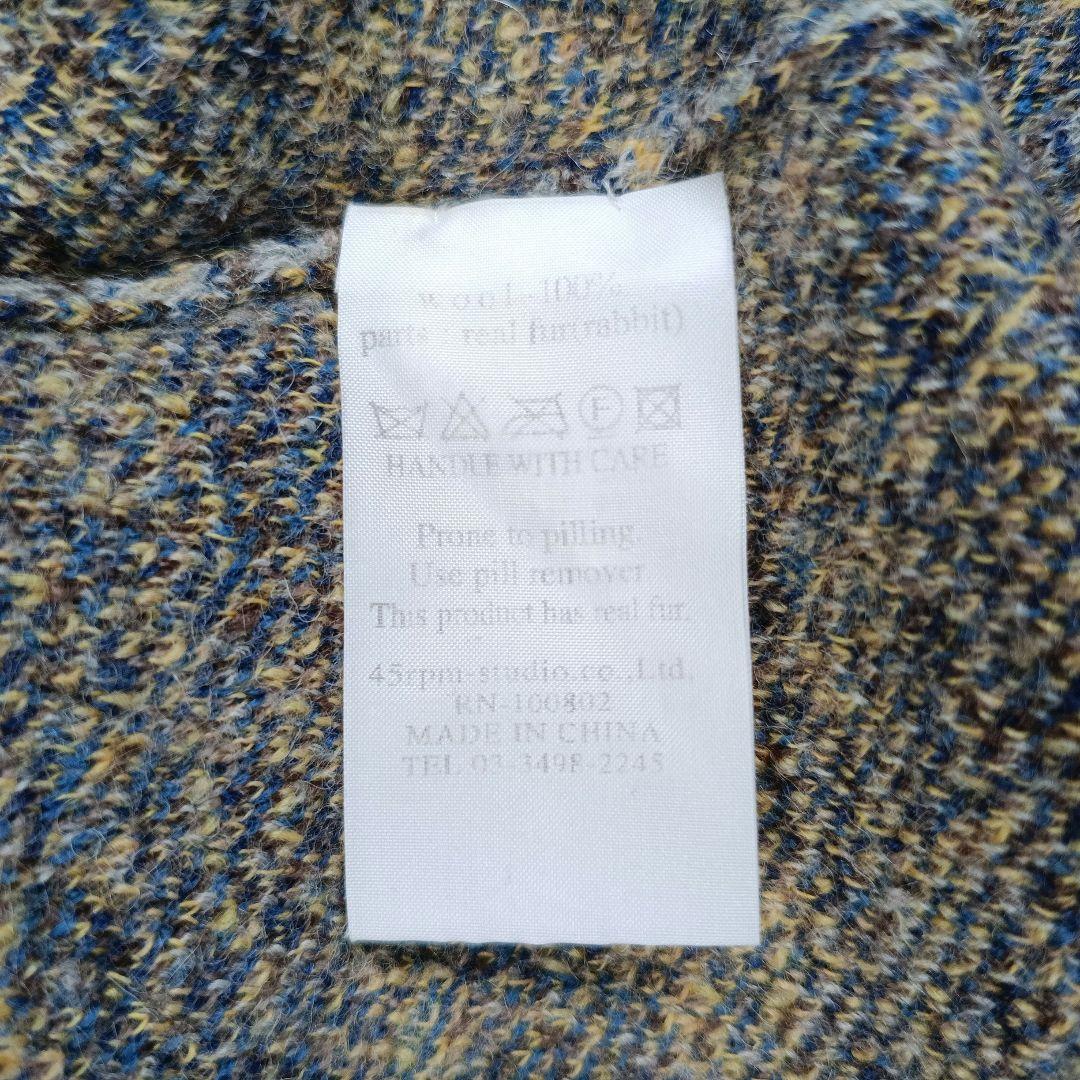 wool 100%
parts real fur(rabbit)
F
HANDLE WITH CARE
Prone to pilling.
Use pill remover
This product has real fur.
45rpm-studio.co.,Ltd.
RN-100802
MADE IN CHINA
TEL 03-3498-2245